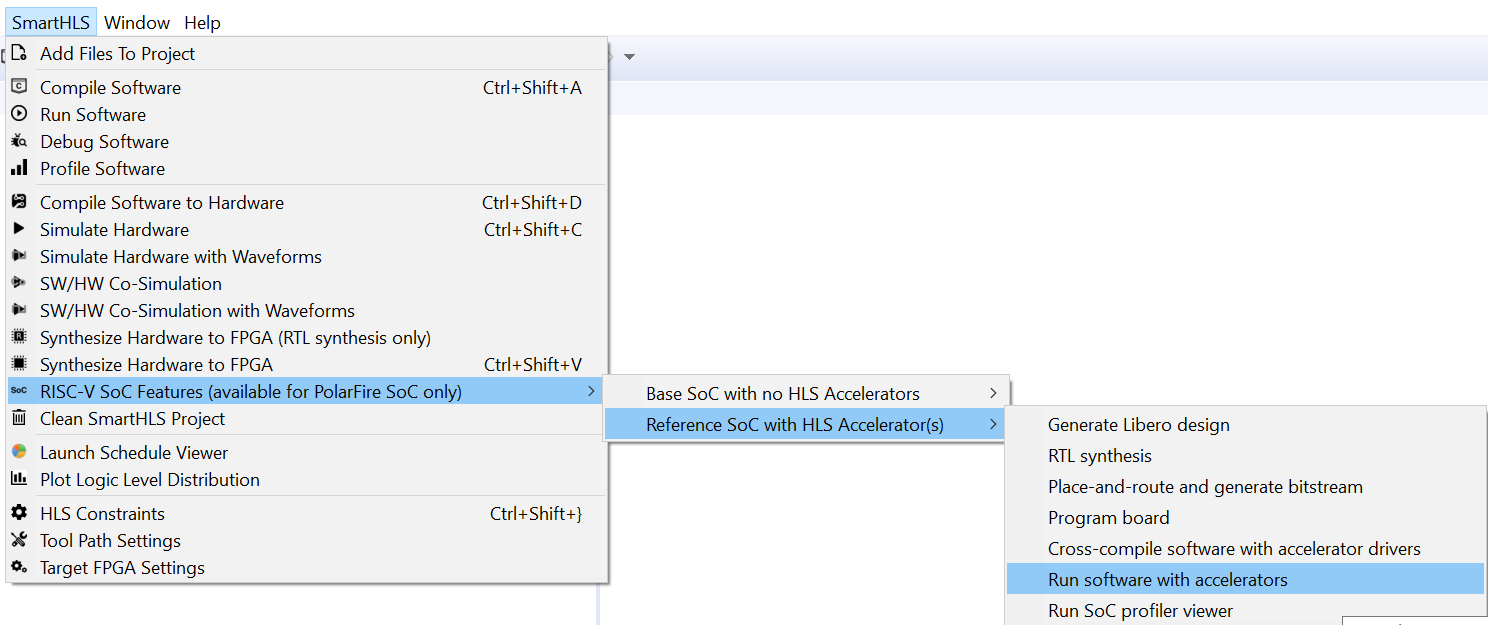 SmartHLS Window Help
Add Files To Project
Compile Software Ctrl+Shift+A
Run Software
Debug Software
Profile Software
Compile Software to Hardware Ctrl+Shift+D
Simulate Hardware Ctrl+Shift+C
Simulate Hardware with Waveforms
SW/HW Co-Simulation
SW/HW Co-Simulation with Waveforms
Synthesize Hardware to FPGA (RTL synthesis only)
Synthesize Hardware to FPGA Ctrl+Shift+V
SoC RISC-V SoC Features (available for PolarFire SoC only)
Clean SmartHLS Project
Launch Schedule Viewer
Plot Logic Level Distribution
HLS Constraints Ctrl+Shift+}
Tool Path Settings
Target FPGA Settings
Base SoC with no HLS Accelerators
Reference SoC with HLS Accelerator(s)
Generate Libero design
RTL synthesis
Place-and-route and generate bitstream
Program board
Cross-compile software with accelerator drivers
Run software with accelerators
Run SoC profiler viewer